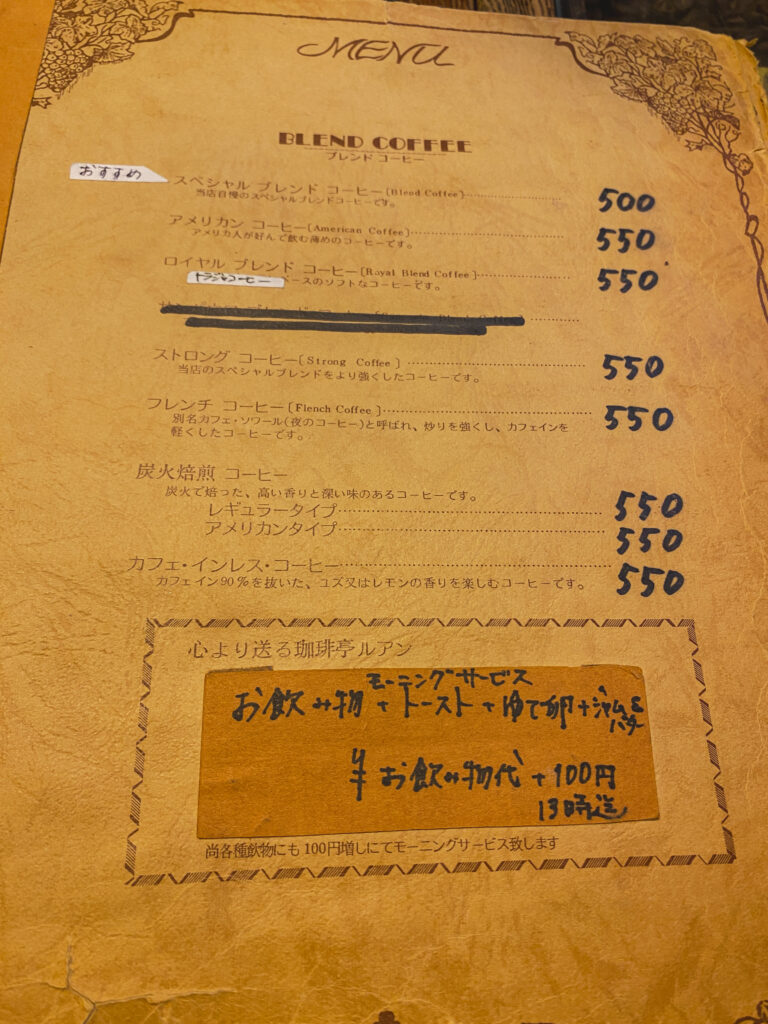 MENU
BLEND COFFEE
ブレンド コーヒー
おすすめ
スペシャル ブレンド コーヒー〔Blend Coffee〕 500
当店自慢のスペシャルブレンドコーヒーです。
アメリカン コーヒー〔American Coffee〕 550
アメリカ人が好んで飲む薄めのコーヒーです。
ロイヤル ブレンド コーヒー〔Royal Blend Coffee〕 550
トラジャコーヒー ベースのソフトなコーヒーです。
ストロング コーヒー〔Strong Coffee〕 550
当店のスペシャルブレンドをより強くしたコーヒーです。
フレンチ コーヒー〔Flench Coffee〕 550
別名カフェ・ソワール(夜のコーヒー)と呼ばれ、炒りを強くし、カフェインを
軽くしたコーヒーです。
炭火焙煎 コーヒー
炭火で焙った、高い香りと深い味のあるコーヒーです。
レギュラータイプ 550
アメリカンタイプ 550
カフェ・インレス・コーヒー 550
カフェイン90%を抜いた、ユズ又はレモンの香りを楽しむコーヒーです。
心より送る珈琲亭ルアン
モーニングサービス
お飲み物 + トースト + ゆで卵 + ジャム&
バター
¥ お飲み物代 + 100円
13時迄
尚各種飲物にも100円増しにてモーニングサービス致します